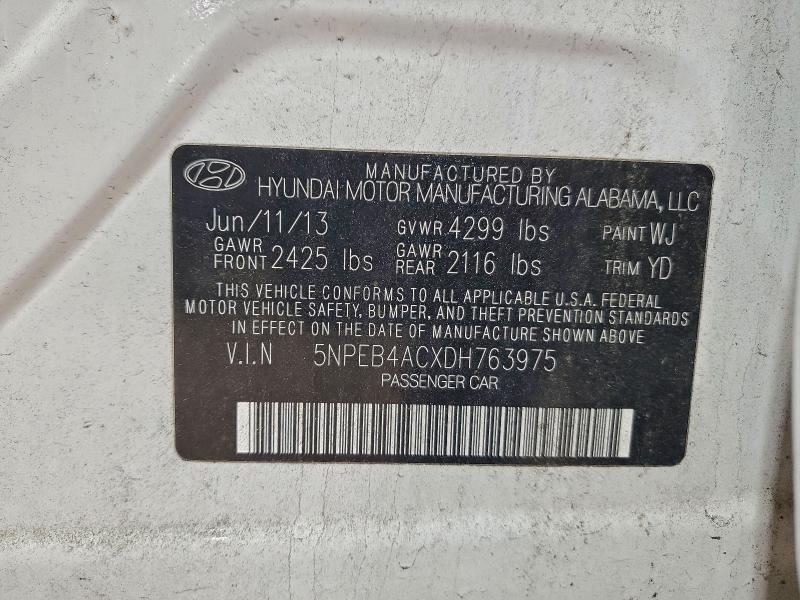 MANUFACTURED BY
HYUNDAI MOTOR MANUFACTURING ALABAMA, LLC
Jun/11/13 GVWR 4299 lbs PAINT WJ
GAWR FRONT 2425 lbs GAWR REAR 2116 lbs TRIM YD
THIS VEHICLE CONFORMS TO ALL APPLICABLE U.S.A. FEDERAL
MOTOR VEHICLE SAFETY, BUMPER, AND THEFT PREVENTION STANDARDS
IN EFFECT ON THE DATE OF MANUFACTURE SHOWN ABOVE
V.I.N 5NPEB4ACXDH763975
PASSENGER CAR